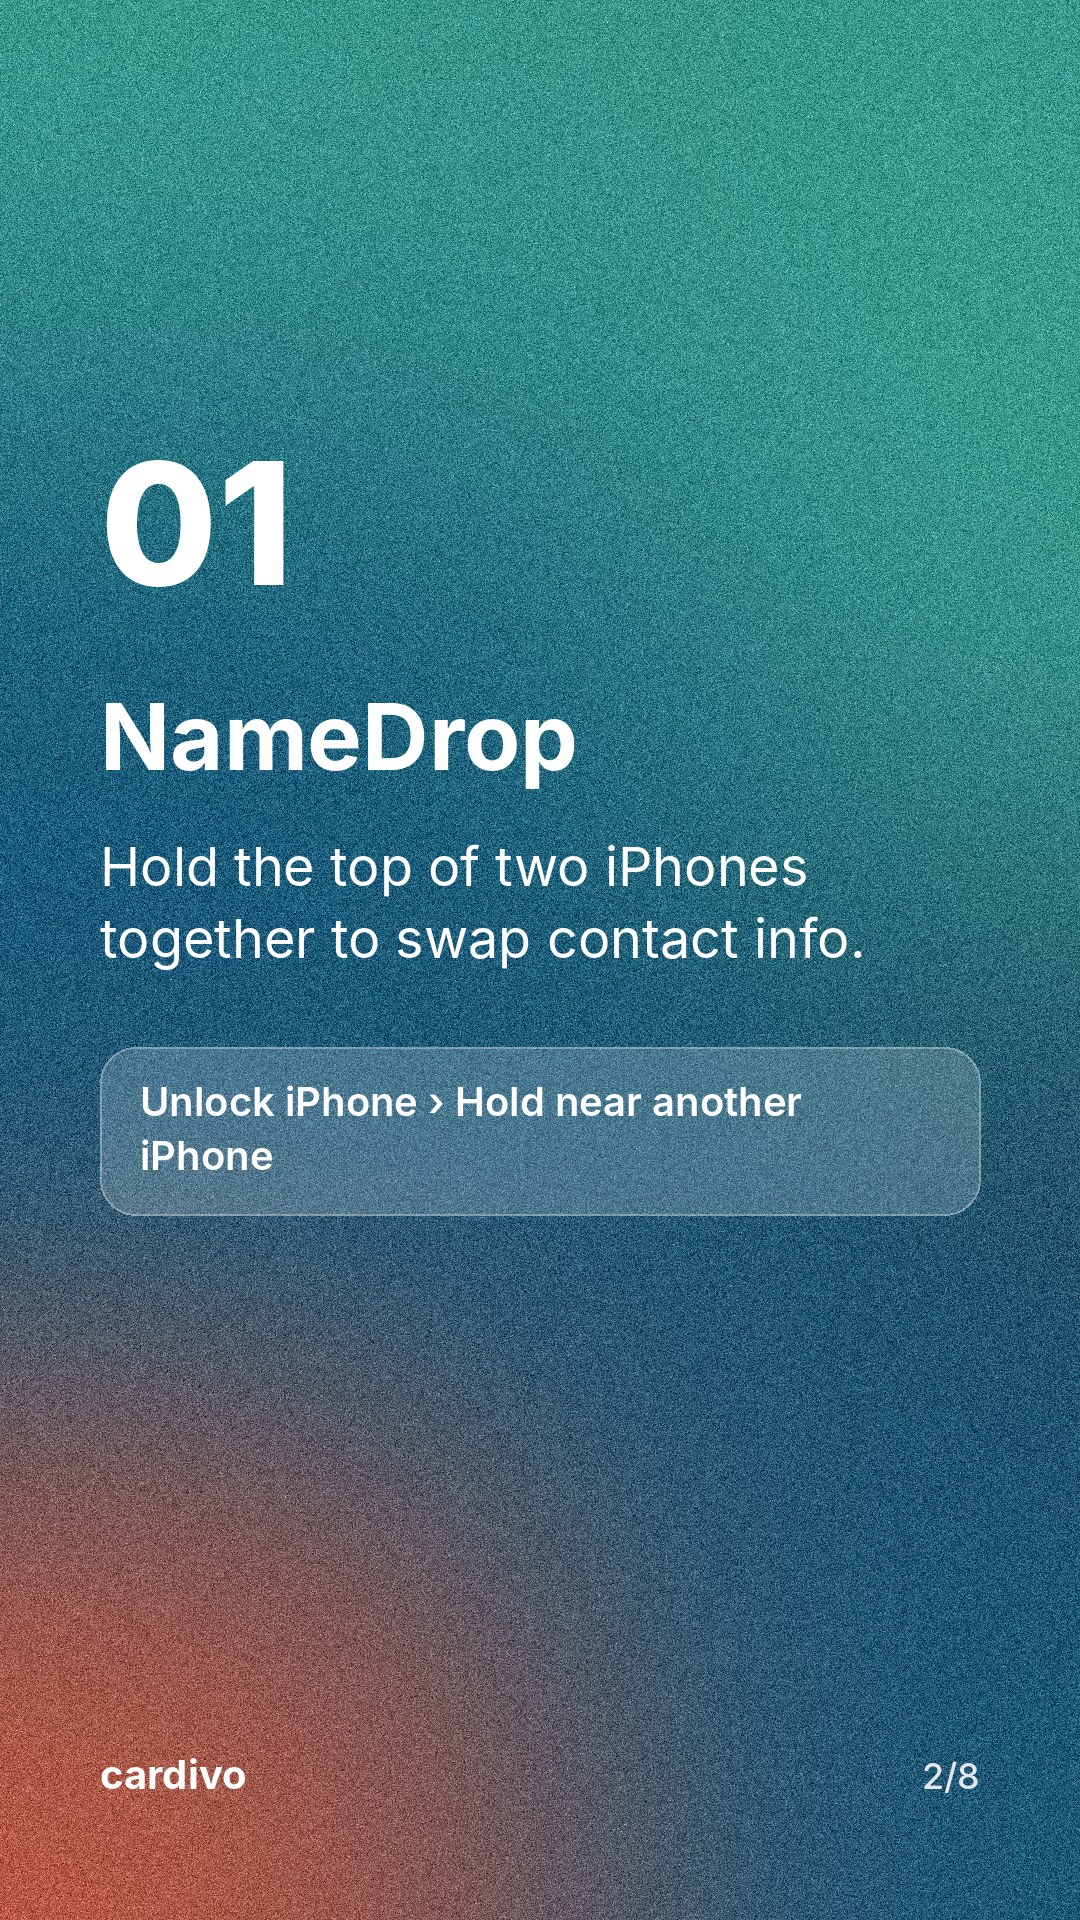 01
NameDrop
Hold the top of two iPhones
together to swap contact info.
Unlock iPhone › Hold near another
iPhone
cardivo
2/8